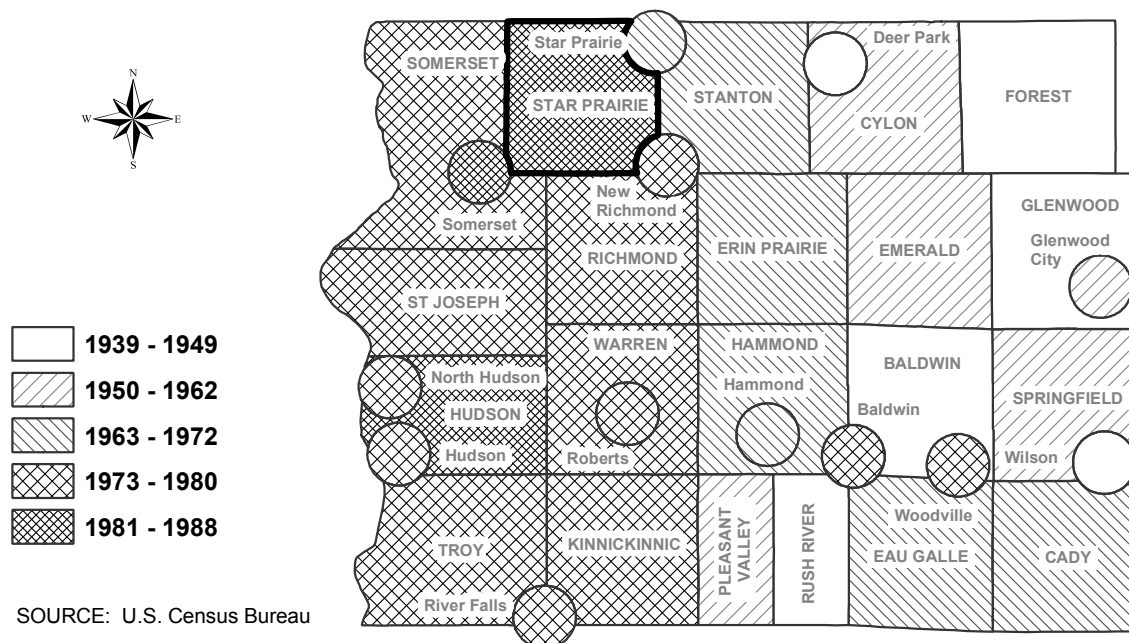 Star Prairie
Deer Park
SOMERSET
STAR PRAIRIE
STANTON
CYLON
FOREST
N
W
E
S
New
Richmond
GLENWOOD
Somerset
RICHMOND
ERIN PRAIRIE
EMERALD
Glenwood
City
ST JOSEPH
1939 - 1949
1950 - 1962
1963 - 1972
1973 - 1980
1981 - 1988
WARREN
HAMMOND
BALDWIN
North Hudson
Hammond
SPRINGFIELD
HUDSON
Baldwin
Hudson
Roberts
Wilson
Woodville
TROY
KINNICKINNIC
PLEASANT
VALLEY
RUSH RIVER
EAU GALLE
CADY
River Falls
SOURCE: U.S. Census Bureau